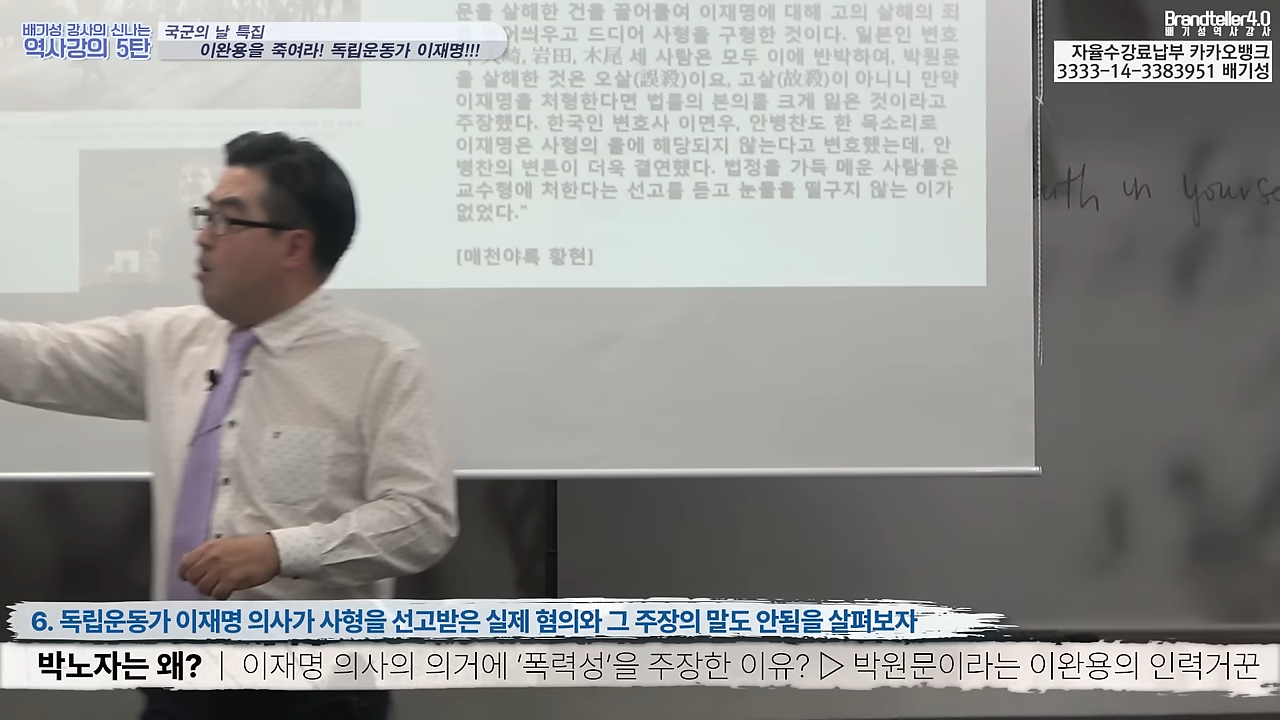 배기성 강사의 신나는
역사강의 5탄
국군의 날 특집
이완용을 죽여라! 독립운동가 이재명!!!
Brandteller4.0
배기성역사강사
자율수강료납부 카카오뱅크
3333-14-3383951 배기성
문을 살해한 건을 끌어들여 이재명에 대해 고의 살해의 죄
씌우고 드디어 사형을 구형한 것이다. 일본인 변호
岩田, 木尾 세 사람은 모두 이에 반박하여, 박원문
을 살해한 것은 오살(誤殺)이요, 고살(故殺)이 아니니 만약
이재명을 처형한다면 법률의 본의를 크게 잃은 것이라고
주장했다. 한국인 변호사 이면우, 안병찬도 한 목소리로
이재명은 사형의 율에 해당되지 않는다고 변호했는데, 안
병찬의 변론이 더욱 결연했다. 법정을 가득 메운 사람들은
교수형에 처한다는 선고를 듣고 눈물을 떨구지 않는 이가
없었다."
[매천야록 황현]
in yourse
6. 독립운동가 이재명 의사가 사형을 선고받은 실제 혐의와 그 주장의 말도 안됨을 살펴보자
박노자는 왜? | 이재명 의사의 의거에 '폭력성'을 주장한 이유? ▷ 박원문이라는 이완용의 인력거꾼